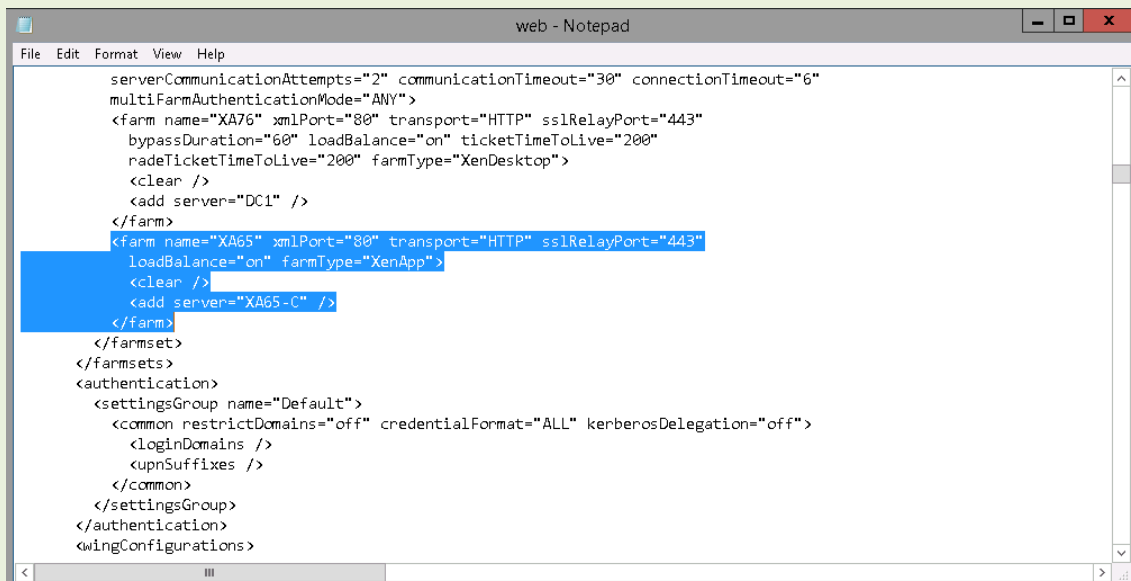 web - Notepad
File Edit Format View Help
serverCommunicationAttempts="2" communicationTimeout="30" connectionTimeout="6"
multiFarmAuthenticationMode="ANY">
<farm name="XA76" xmlPort="80" transport="HTTP" sslRelayPort="443"
bypassDuration="60" loadBalance="on" ticketTimeToLive="200"
radeTicketTimeToLive="200" farmType="XenDesktop">
<clear />
<add server="DC1" />
</farm>
<farm name="XA65" xmlPort="80" transport="HTTP" sslRelayPort="443"
loadBalance="on" farmType="XenApp">
<clear />
<add server="XA65-C" />
</farm>
</farmset>
</farmsets>
<authentication>
<settingsGroup name="Default">
<common restrictDomains="off" credentialFormat="ALL" kerberosDelegation="off">
<loginDomains />
<upnSuffixes />
</common>
</settingsGroup>
</authentication>
<wingConfigurations>